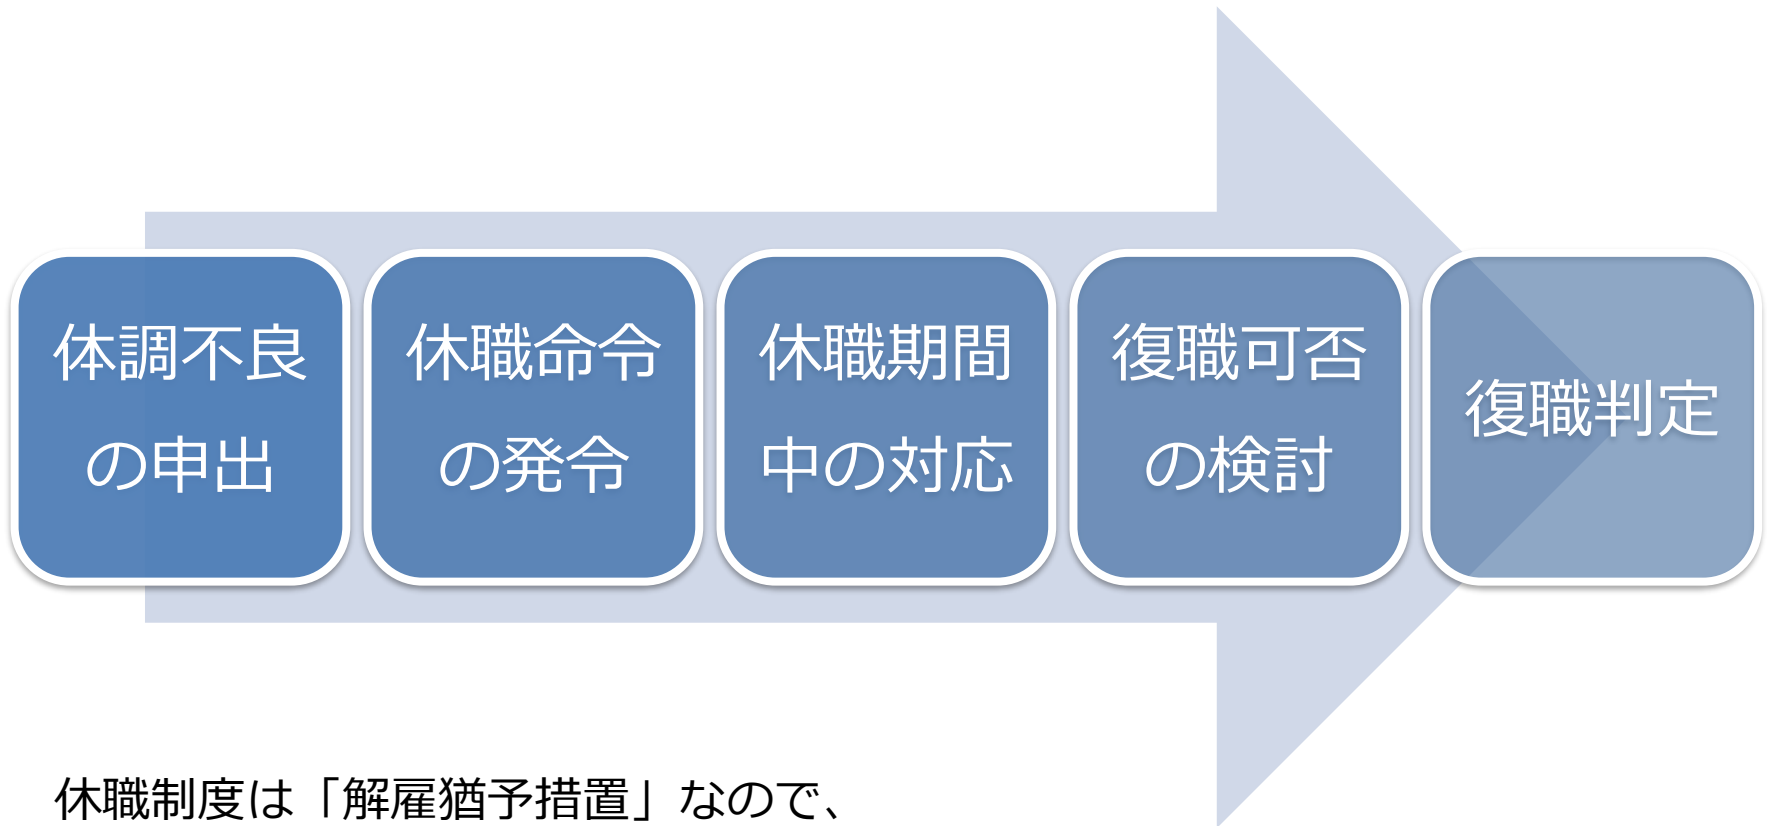 体調不良
の申出
休職命令
の発令
休職期間
中の対応
復職可否
の検討
復職判定
休職制度は「解雇猶予措置」なので、